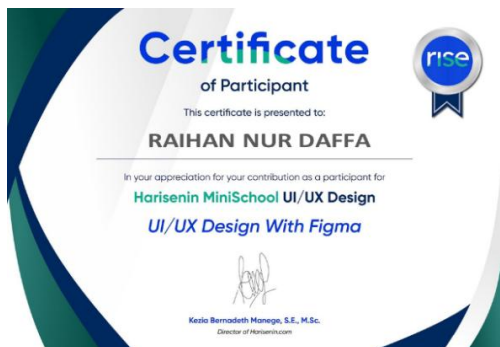 Certificate
of Participant
rise
This certificate is presented to:
RAIHAN NUR DAFFA
In your appreciation for your contribution as a participant for
Harisenin MiniSchool UI/UX Design
UI/UX Design With Figma
Kezia Bernadeth Manege, S.E., M.Sc.
Director of Harisenin.com